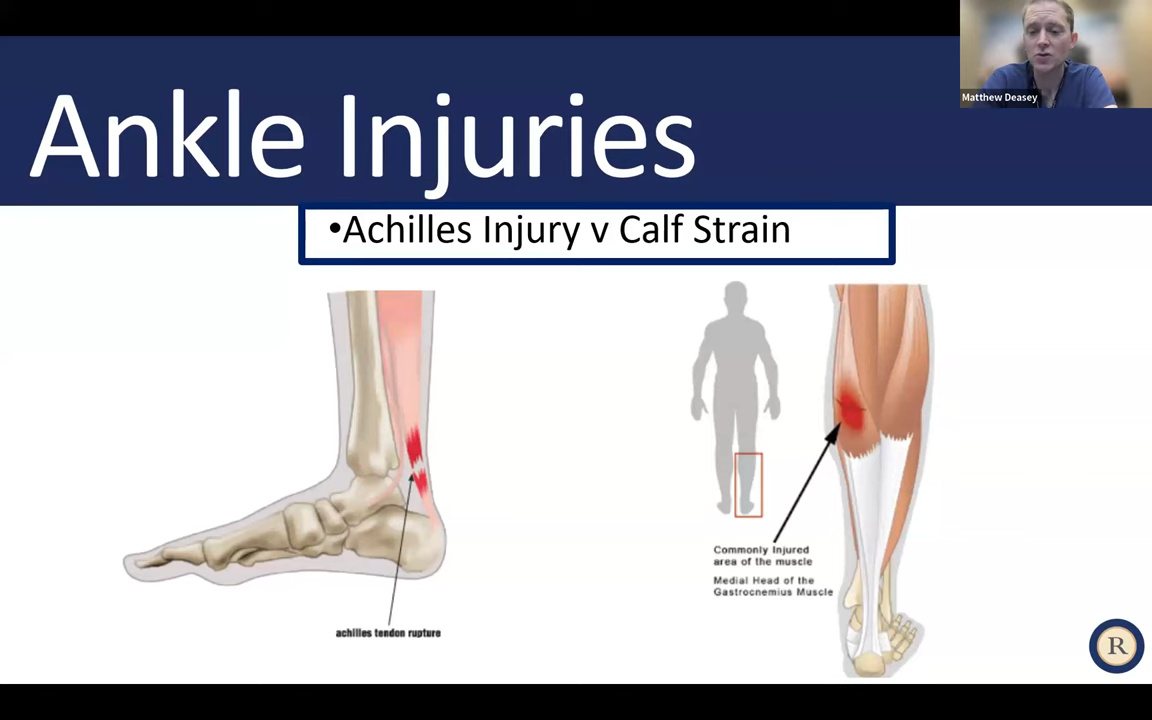 Matthew Deasey
Ankle Injuries
•Achilles Injury v Calf Strain
Commonly Injured
area of the muscle
Medial Head of the
Gastrocnemius Muscle
achilles tendon rupture
R